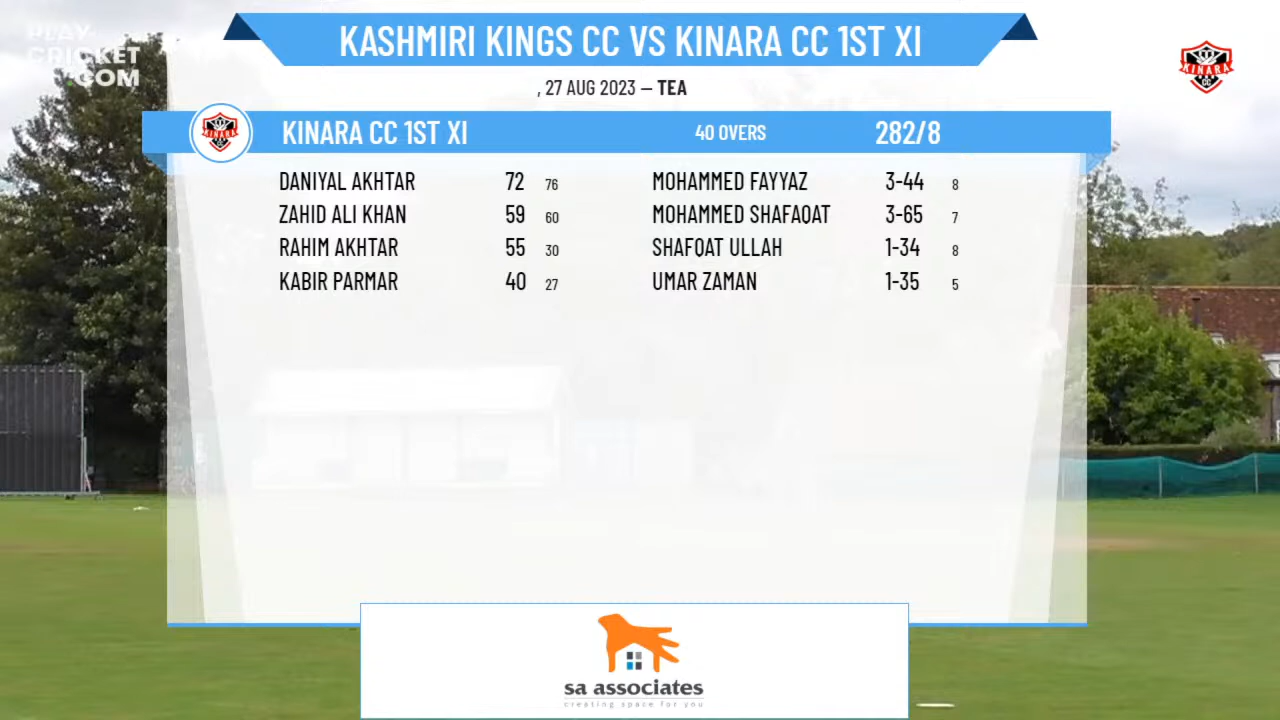 PLAY-
CRICKET
.COM
KASHMIRI KINGS CC VS KINARA CC 1ST XI
, 27 AUG 2023 – TEA
KINARA
CC
KINARA CC 1ST XI 40 OVERS 282/8
DANIYAL AKHTAR 72 76 MOHAMMED FAYYAZ 3-44 8
ZAHID ALI KHAN 59 60 MOHAMMED SHAFAQAT 3-65 7
RAHIM AKHTAR 55 30 SHAFQAT ULLAH 1-34 8
KABIR PARMAR 40 27 UMAR ZAMAN 1-35 5
sa associates
creating space for you